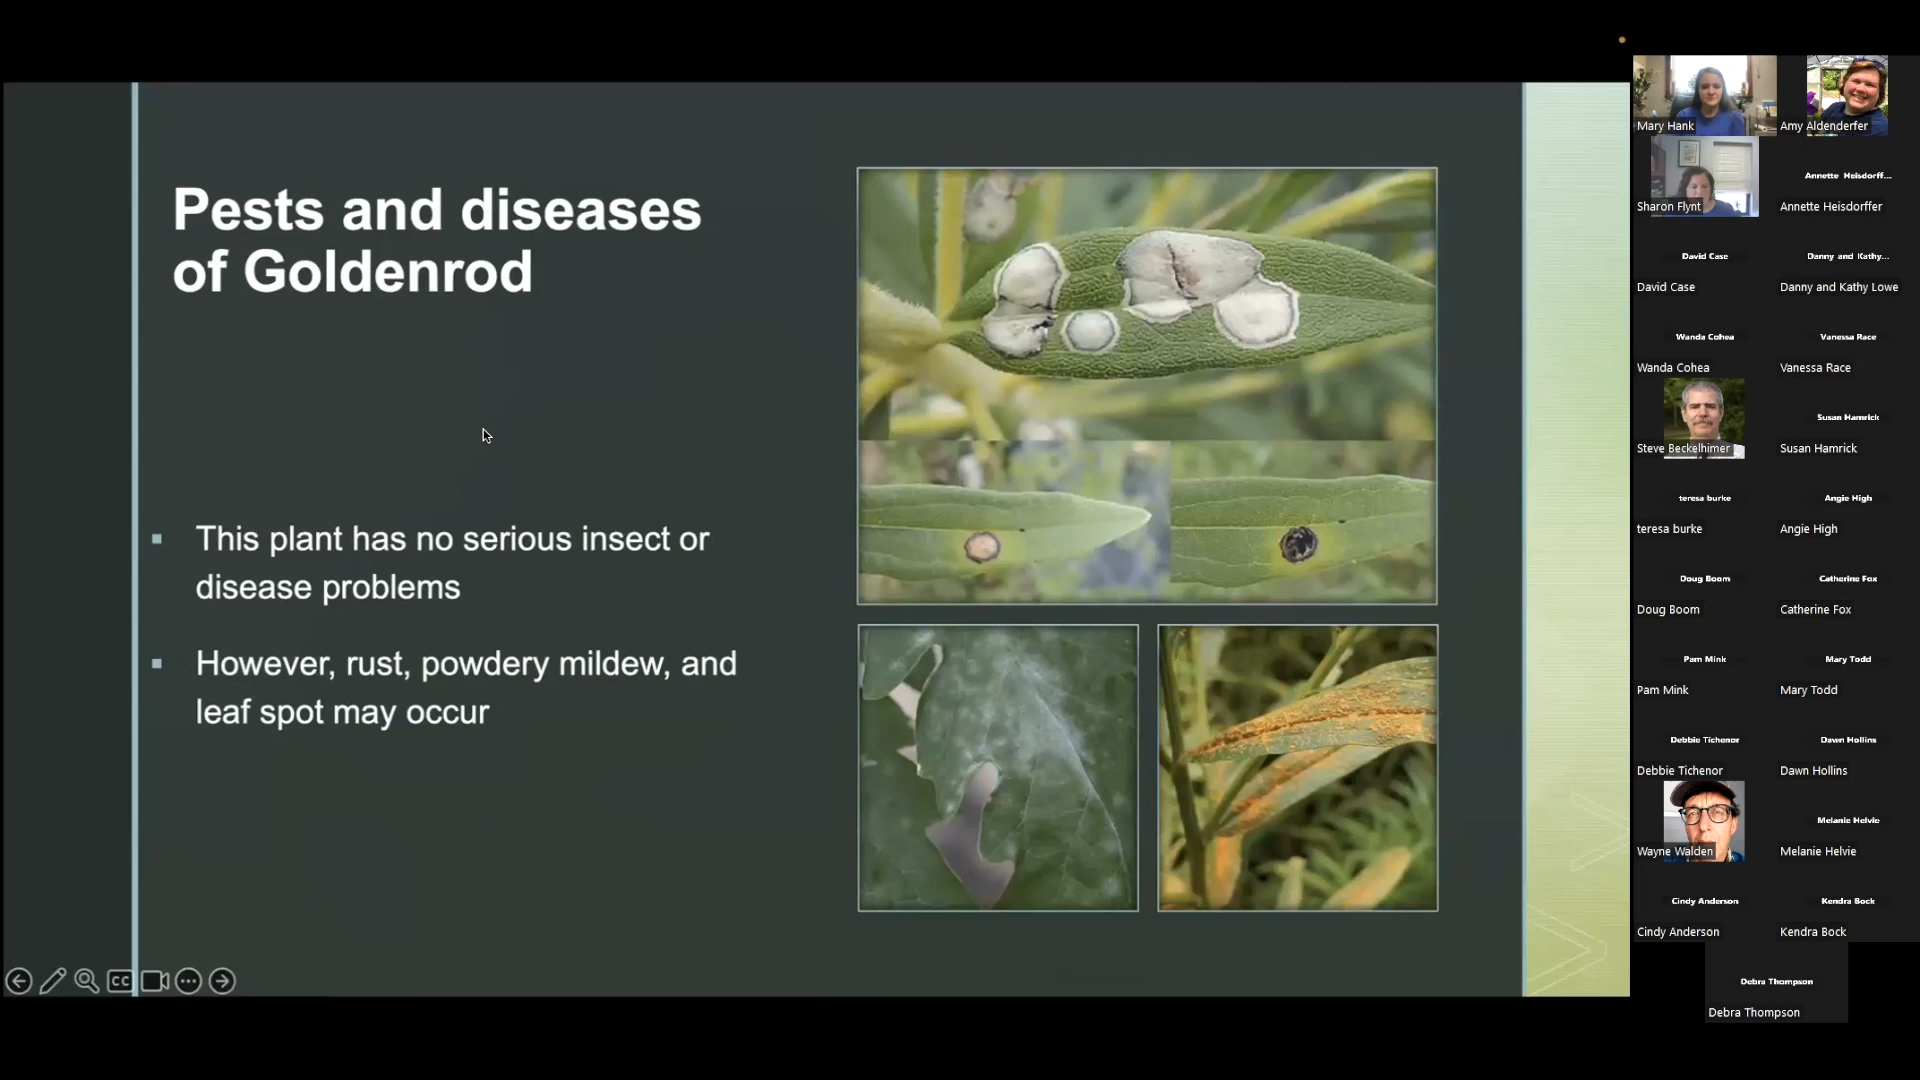 Pests and diseases
of Goldenrod
This plant has no serious insect or
disease problems
However, rust, powdery mildew, and
leaf spot may occur
CC
Mary Hank
Amy Aldenderfer
Sharon Flynt
Annette Heisdorff...
Annette Heisdorffer
David Case
David Case
Danny and Kathy...
Danny and Kathy Lowe
Wanda Cohea
Wanda Cohea
Vanessa Race
Vanessa Race
Steve Beckelhimer
Susan Hamrick
Susan Hamrick
teresa burke
teresa burke
Angie High
Angie High
Doug Boom
Doug Boom
Catherine Fox
Catherine Fox
Pam Mink
Pam Mink
Mary Todd
Mary Todd
Debbie Tichenor
Debbie Tichenor
Dawn Hollins
Dawn Hollins
Wayne Walden
Melanie Helvie
Melanie Helvie
Cindy Anderson
Cindy Anderson
Kendra Bock
Kendra Bock
Debra Thompson
Debra Thompson